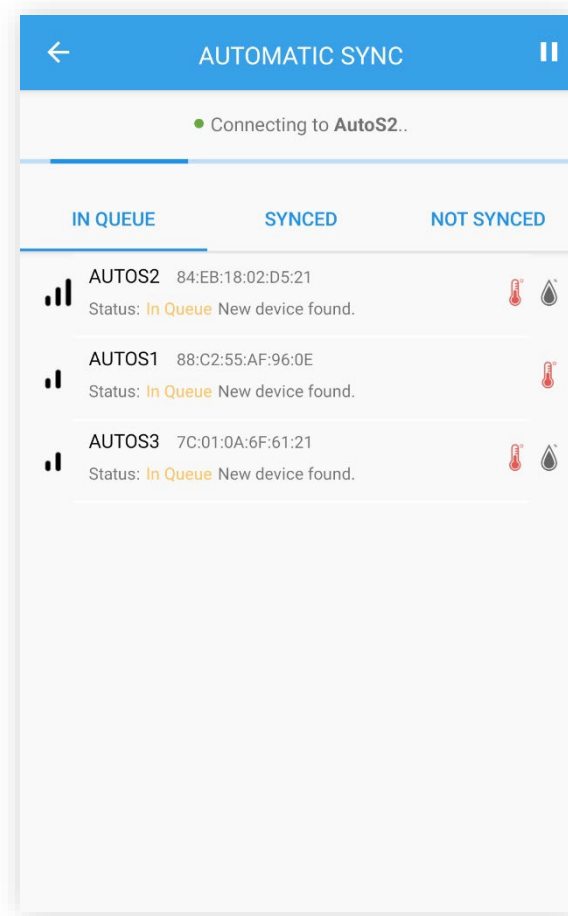 AUTOMATIC SYNC
Connecting to AutoS2..
IN QUEUE SYNCED NOT SYNCED
AUTOS2 84:EB:18:02:D5:21
Status: In Queue New device found.
AUTOS1 88:C2:55:AF:96:0E
Status: In Queue New device found.
AUTOS3 7C:01:0A:6F:61:21
Status: In Queue New device found.